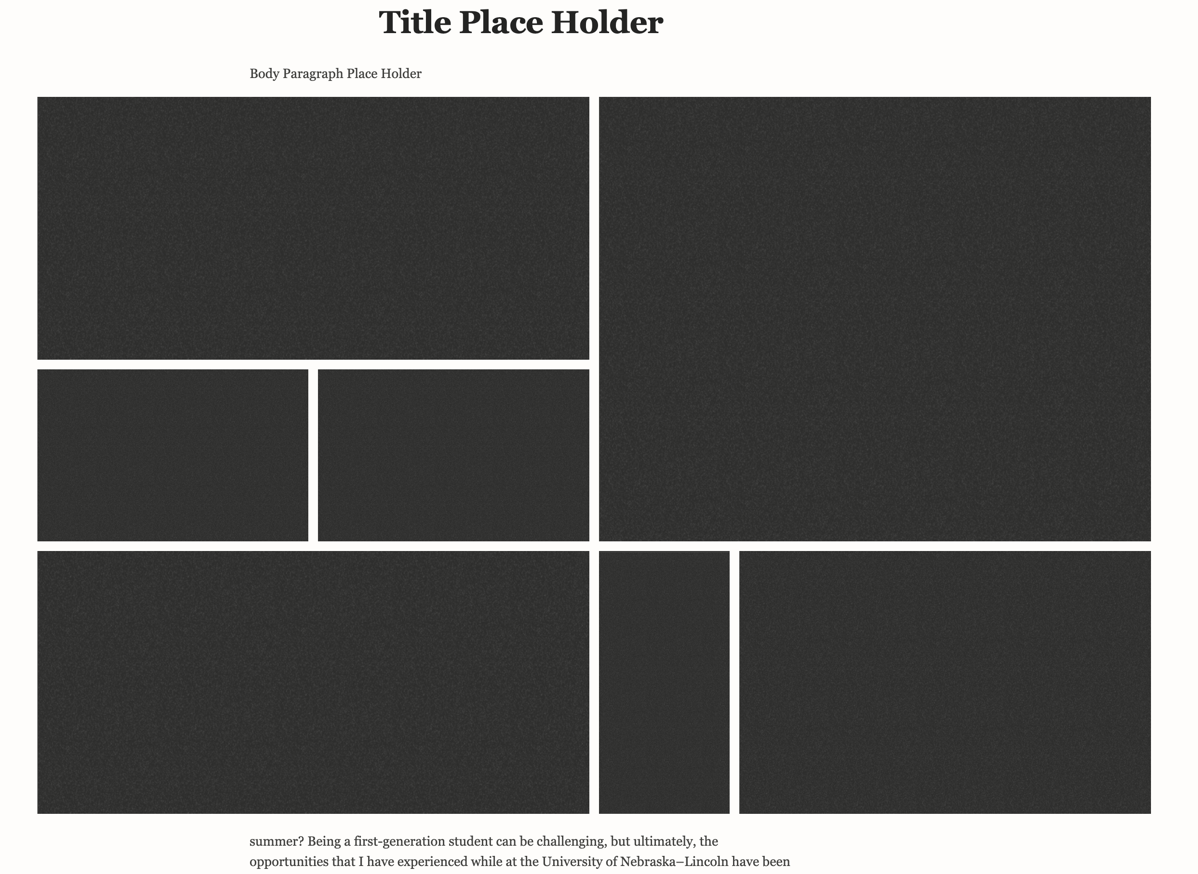 Title Place Holder
Body Paragraph Place Holder
summer? Being a first-generation student can be challenging, but ultimately, the
opportunities that I have experienced while at the University of Nebraska–Lincoln have been